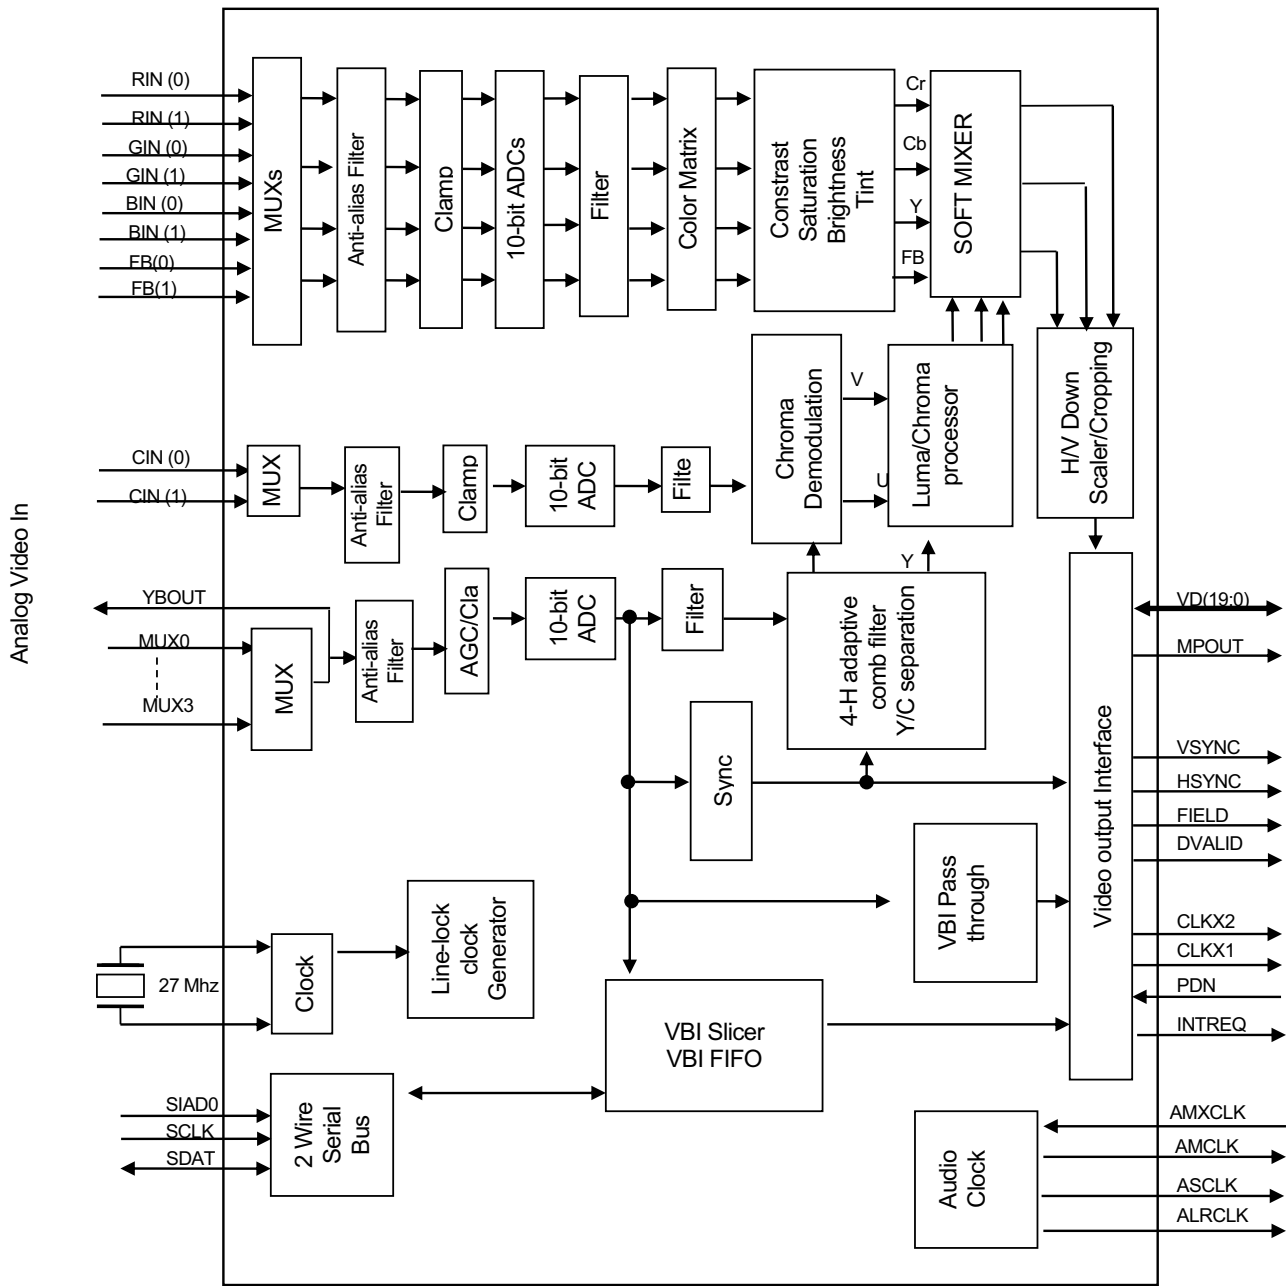 Analog Video In
RIN (0)
RIN (1)
GIN (0)
GIN (1)
BIN (0)
BIN (1)
FB(0)
FB(1)
MUXs
Anti-alias Filter
Clamp
10-bit ADCs
Filter
Color Matrix
Constrast
Saturation
Brightness
Tint
Cr
Cb
Y
FB
SOFT MIXER
H/V Down
Scaler/Cropping
CIN (0)
CIN (1)
MUX
Anti-alias
Filter
Clamp
10-bit
ADC
Filte
Chroma
Demodulation
V
U
Luma/Chroma
processor
Y
YBOUT
MUX0
MUX3
MUX
Anti-alias
Filter
AGC/Cla
10-bit
ADC
Filter
4-H adaptive
comb filter
Y/C separation
Sync
VBI Pass
through
Video output Interface
VD(19:0)
MPOUT
VSYNC
HSYNC
FIELD
DVALID
CLKX2
CLKX1
PDN
INTREQ
27 Mhz
Clock
Line-lock
clock
Generator
VBI Slicer
VBI FIFO
SIAD0
SCLK
SDAT
2 Wire
Serial
Bus
Audio
Clock
AMXCLK
AMCLK
ASCLK
ALRCLK